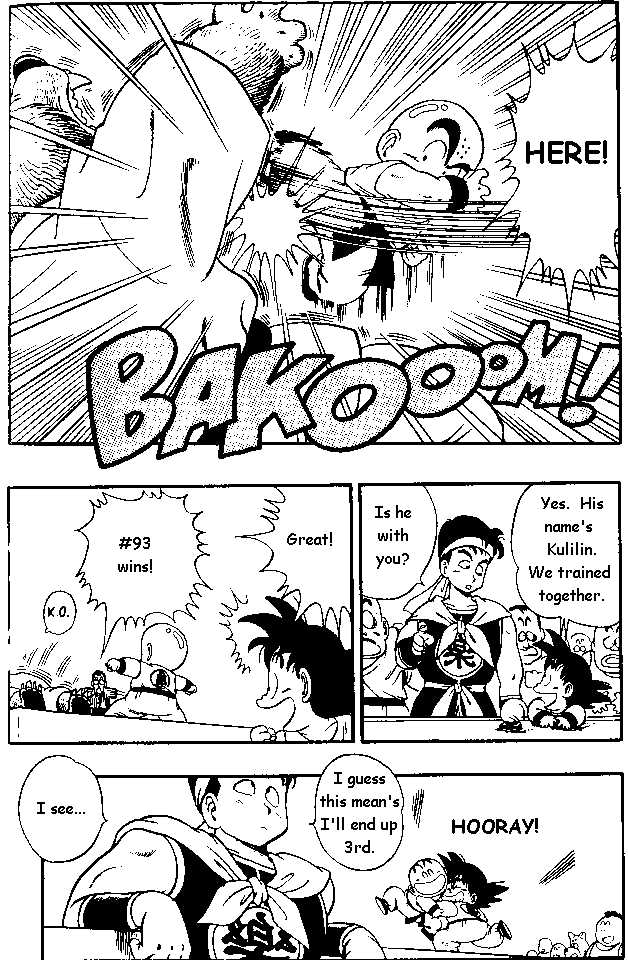 HERE!
BAKOOOOM!
#93
wins!
Great!
K.O.
Is he
with
you?
Yes. His
name's
Kulilin.
We trained
together.
I see...
I guess
this mean's
I'll end up
3rd.
HOORAY!